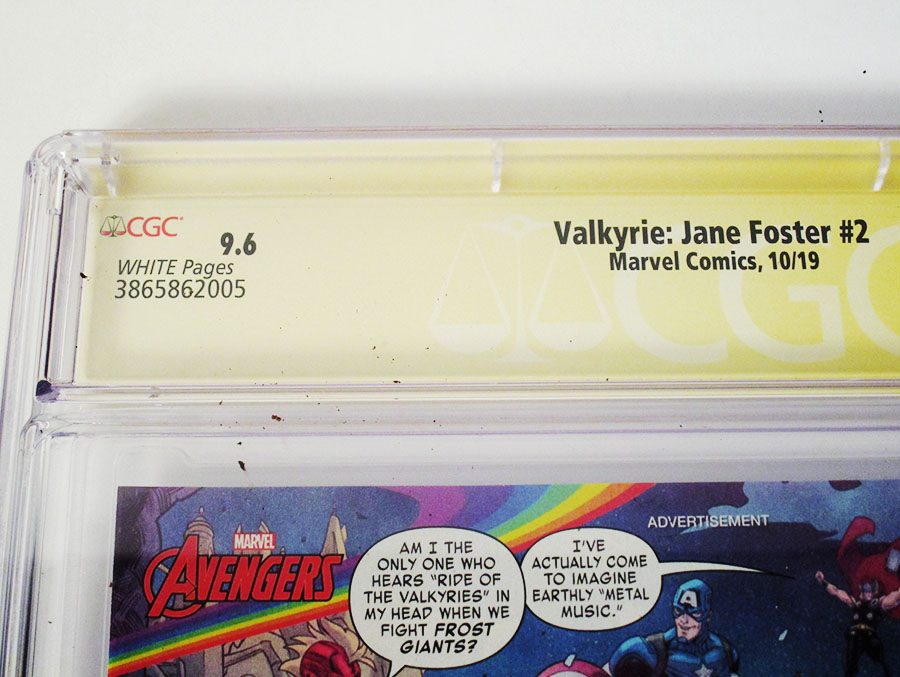 CGC
9.6
WHITE Pages
3865862005
Valkyrie: Jane Foster #2
Marvel Comics, 10/19
CGC
ADVERTISEMENT
MARVEL
AVENGERS
AM I THE
ONLY ONE WHO
HEARS "RIDE OF
THE VALKYRIES" IN
MY HEAD WHEN WE
FIGHT FROST
GIANTS?
I'VE
ACTUALLY COME
TO IMAGINE
EARTHLY "METAL
MUSIC."